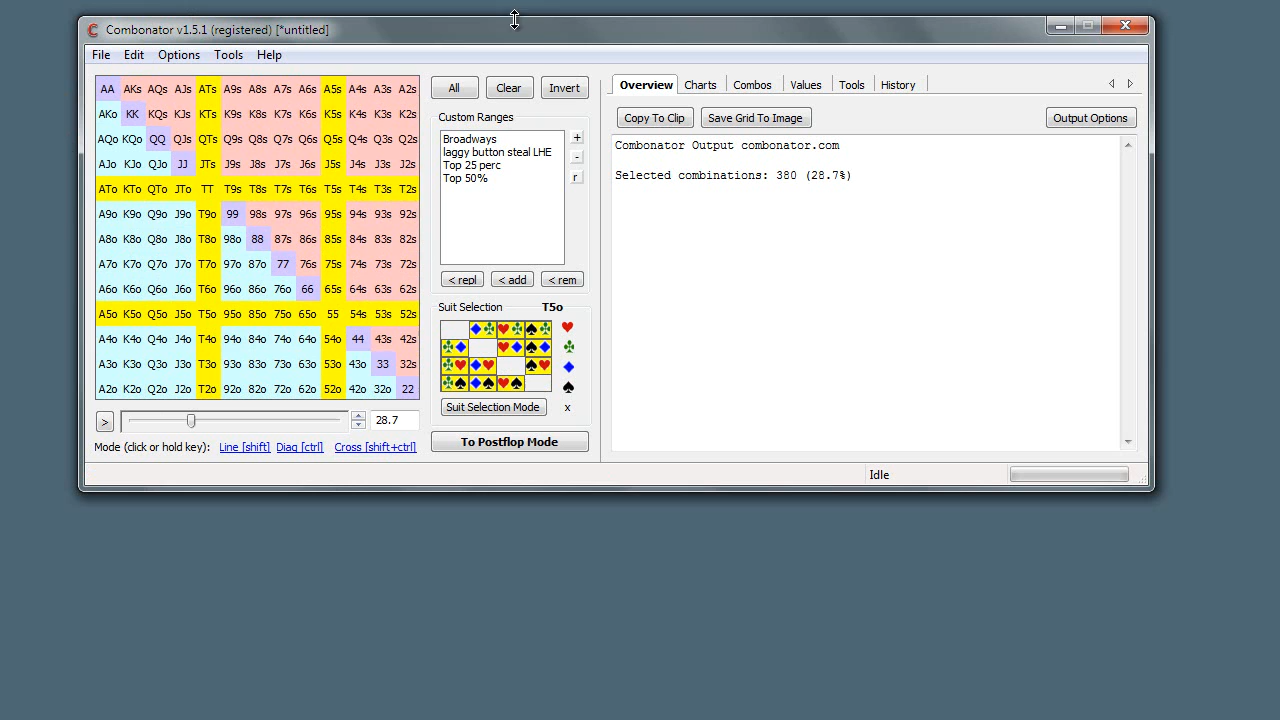 Combonator v1.5.1 (registered) [*untitled]
File Edit Options Tools Help
AA AKs AQs AJs ATs A9s A8s A7s A6s A5s A4s A3s A2s
AKo KK KQs KJs KTs K9s K8s K7s K6s K5s K4s K3s K2s
AQo KQo QQ QJs QTs Q9s Q8s Q7s Q6s Q5s Q4s Q3s Q2s
AJo KJo QJo JJ JTs J9s J8s J7s J6s J5s J4s J3s J2s
ATo KTo QTo JTo TT T9s T8s T7s T6s T5s T4s T3s T2s
A9o K9o Q9o J9o T9o 99 98s 97s 96s 95s 94s 93s 92s
A8o K8o Q8o J8o T8o 98o 88 87s 86s 85s 84s 83s 82s
A7o K7o Q7o J7o T7o 97o 87o 77 76s 75s 74s 73s 72s
A6o K6o Q6o J6o T6o 96o 86o 76o 66 65s 64s 63s 62s
A5o K5o Q5o J5o T5o 95o 85o 75o 65o 55 54s 53s 52s
A4o K4o Q4o J4o T4o 94o 84o 74o 64o 54o 44 43s 42s
A3o K3o Q3o J3o T3o 93o 83o 73o 63o 53o 43o 33 32s
A2o K2o Q2o J2o T2o 92o 82o 72o 62o 52o 42o 32o 22
> 28.7
Mode (click or hold key): Line [shift] Diag [ctrl] Cross [shift+ctrl]
All Clear Invert
Custom Ranges
Broadways
laggy button steal LHE
Top 25 perc
Top 50%
+
-
r
< repl < add < rem
Suit Selection T5o
Suit Selection Mode x
To Postflop Mode
Overview Charts Combos Values Tools History
Copy To Clip Save Grid To Image Output Options
Combonator Output combonator.com
Selected combinations: 380 (28.7%)
Idle